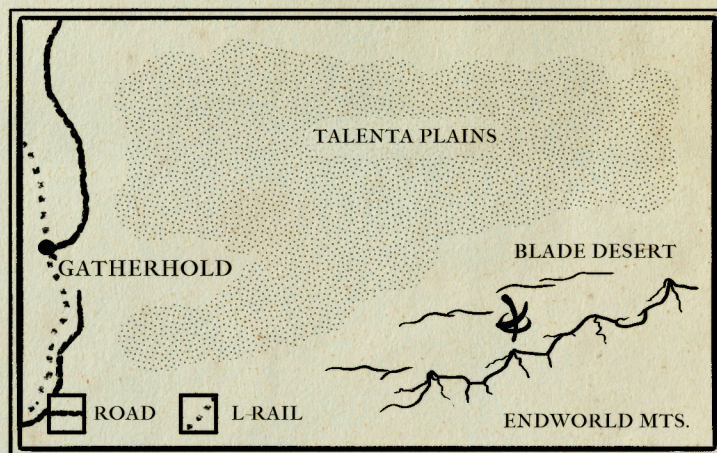 TALENTA PLAINS
BLADE DESERT
GATHERHOLD
ROAD
L-RAIL
ENDWORLD MTS.